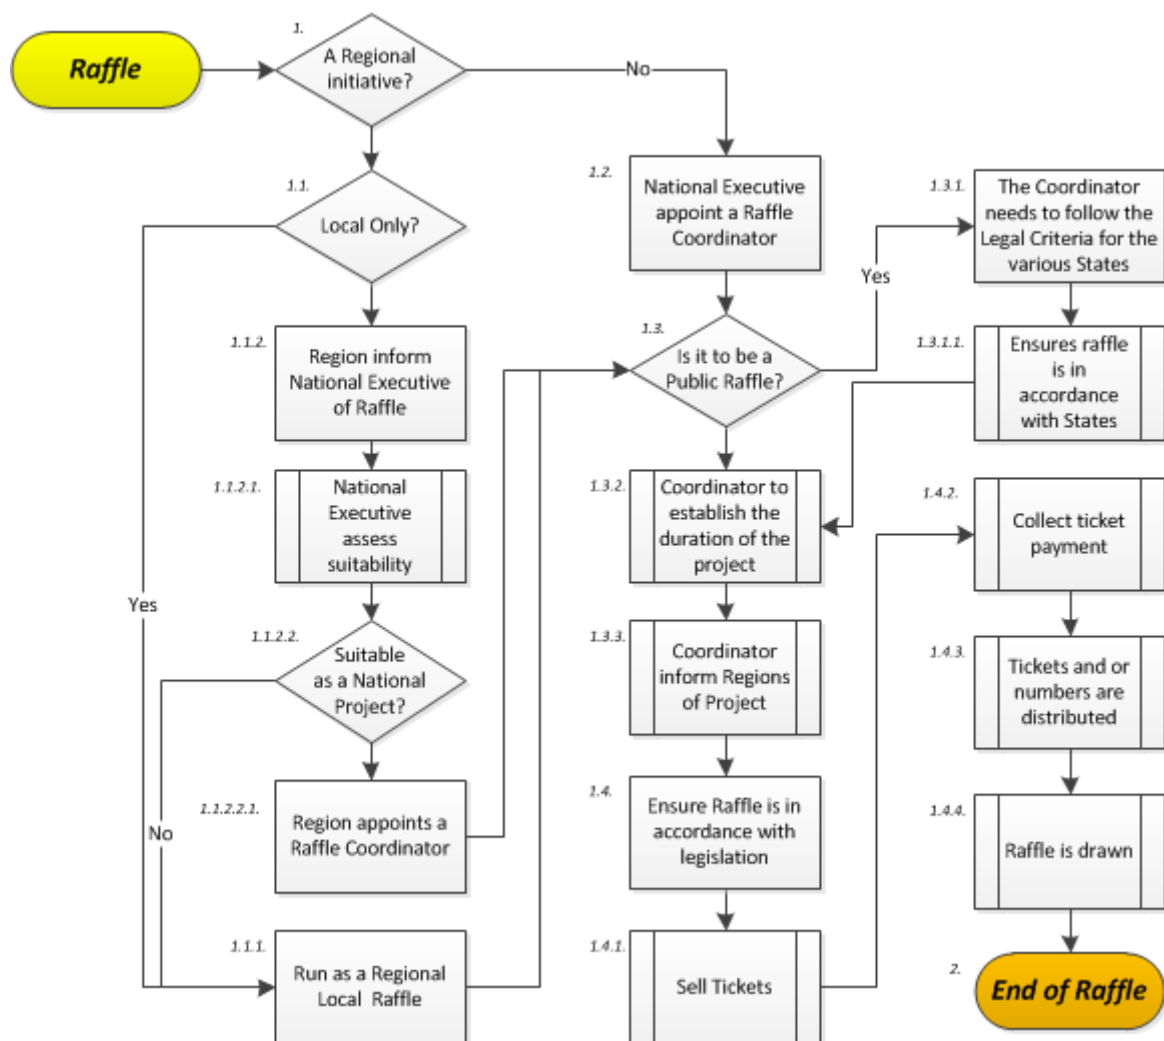 Raffle
1.
A Regional
initiative?
No
1.1.
Local Only?
Yes
1.1.2.
Region inform
National Executive
of Raffle
1.1.2.1.
National
Executive
assess
suitability
1.1.2.2.
Suitable
as a National
Project?
No
1.1.2.2.1.
Region appoints a
Raffle Coordinator
1.1.1.
Run as a Regional
Local Raffle
1.2.
National Executive
appoint a Raffle
Coordinator
1.3.
Is it to be a
Public Raffle?
Yes
1.3.1.
The Coordinator
needs to follow the
Legal Criteria for the
various States
1.3.1.1.
Ensures raffle
is in
accordance
with States
1.3.2.
Coordinator to
establish the
duration of the
project
1.3.3.
Coordinator
inform Regions
of Project
1.4.
Ensure Raffle is in
accordance with
legislation
1.4.1.
Sell Tickets
1.4.2.
Collect ticket
payment
1.4.3.
Tickets and or
numbers are
distributed
1.4.4.
Raffle is drawn
2.
End of Raffle